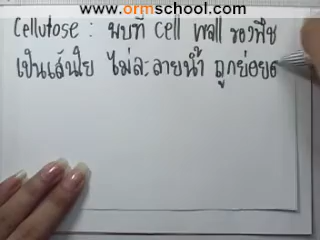 www.ormschool.com
Cellulose : พบที่ Cell Wall ของพืช
เป็นเส้นใย ไม่ละลายน้ำ ถูกย่อย